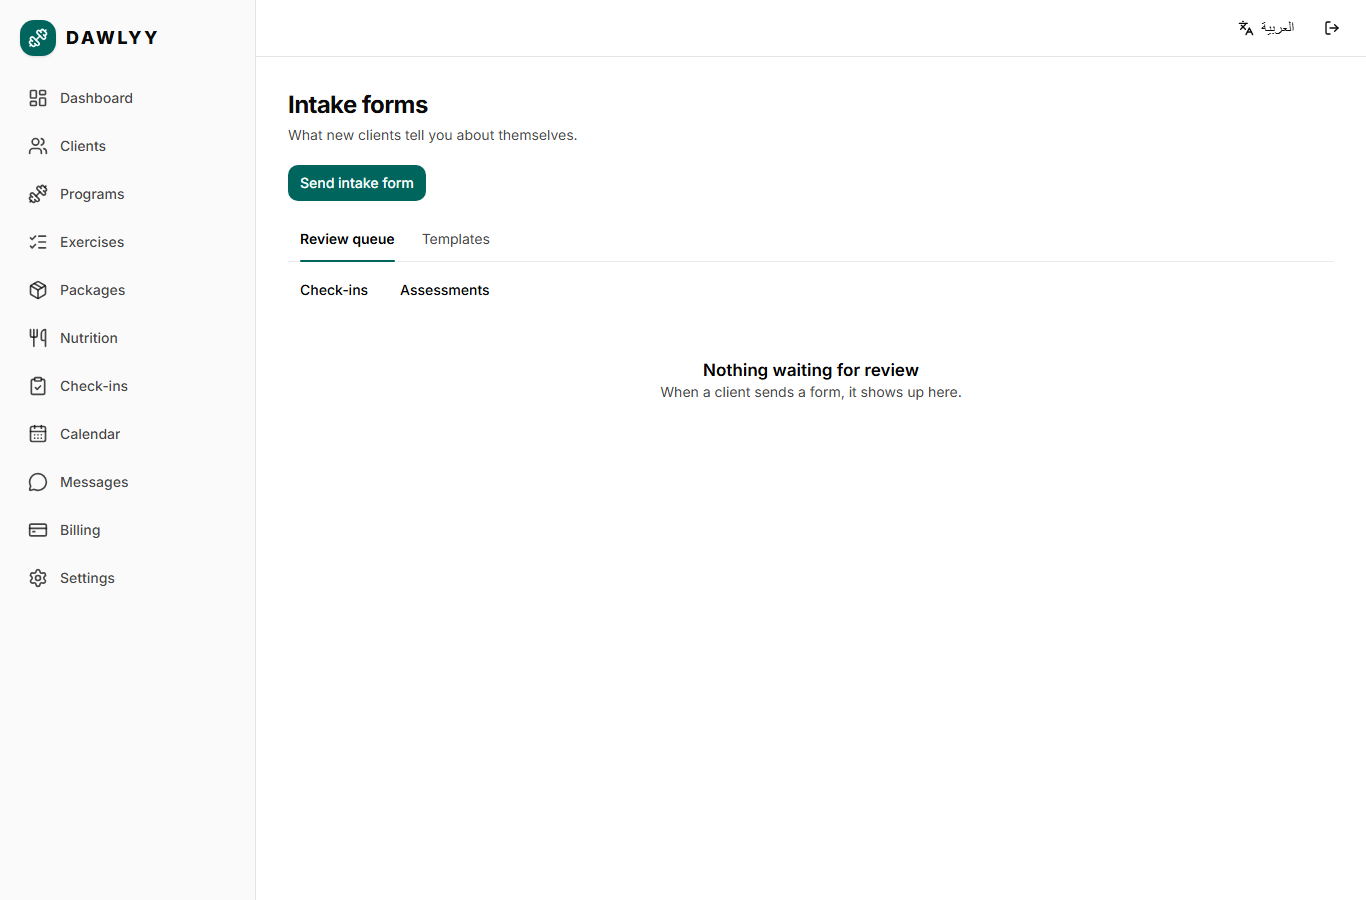 DAWLYY
العربية
Dashboard
Clients
Programs
Exercises
Packages
Nutrition
Check-ins
Calendar
Messages
Billing
Settings
Intake forms
What new clients tell you about themselves.
Send intake form
Review queue
Templates
Check-ins
Assessments
Nothing waiting for review
When a client sends a form, it shows up here.